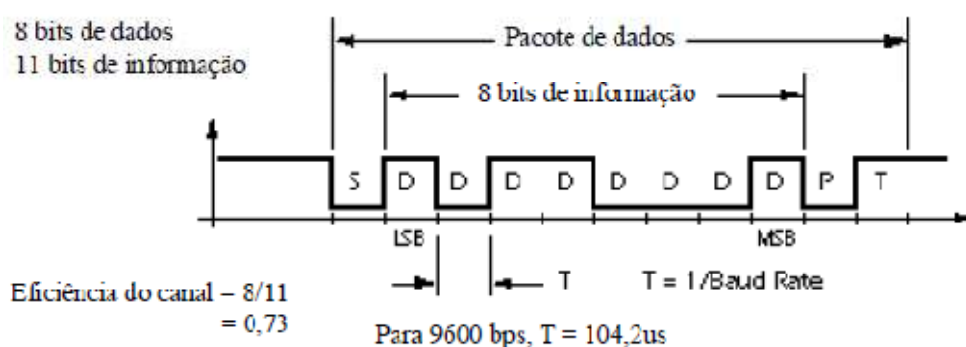 8 bits de dados
11 bits de informação
Pacote de dados
8 bits de informação
S D D D D D D D D P T
LSB MSB
T T = 1/Baud Rate
Eficiência do canal = 8/11
= 0,73
Para 9600 bps, T = 104,2us